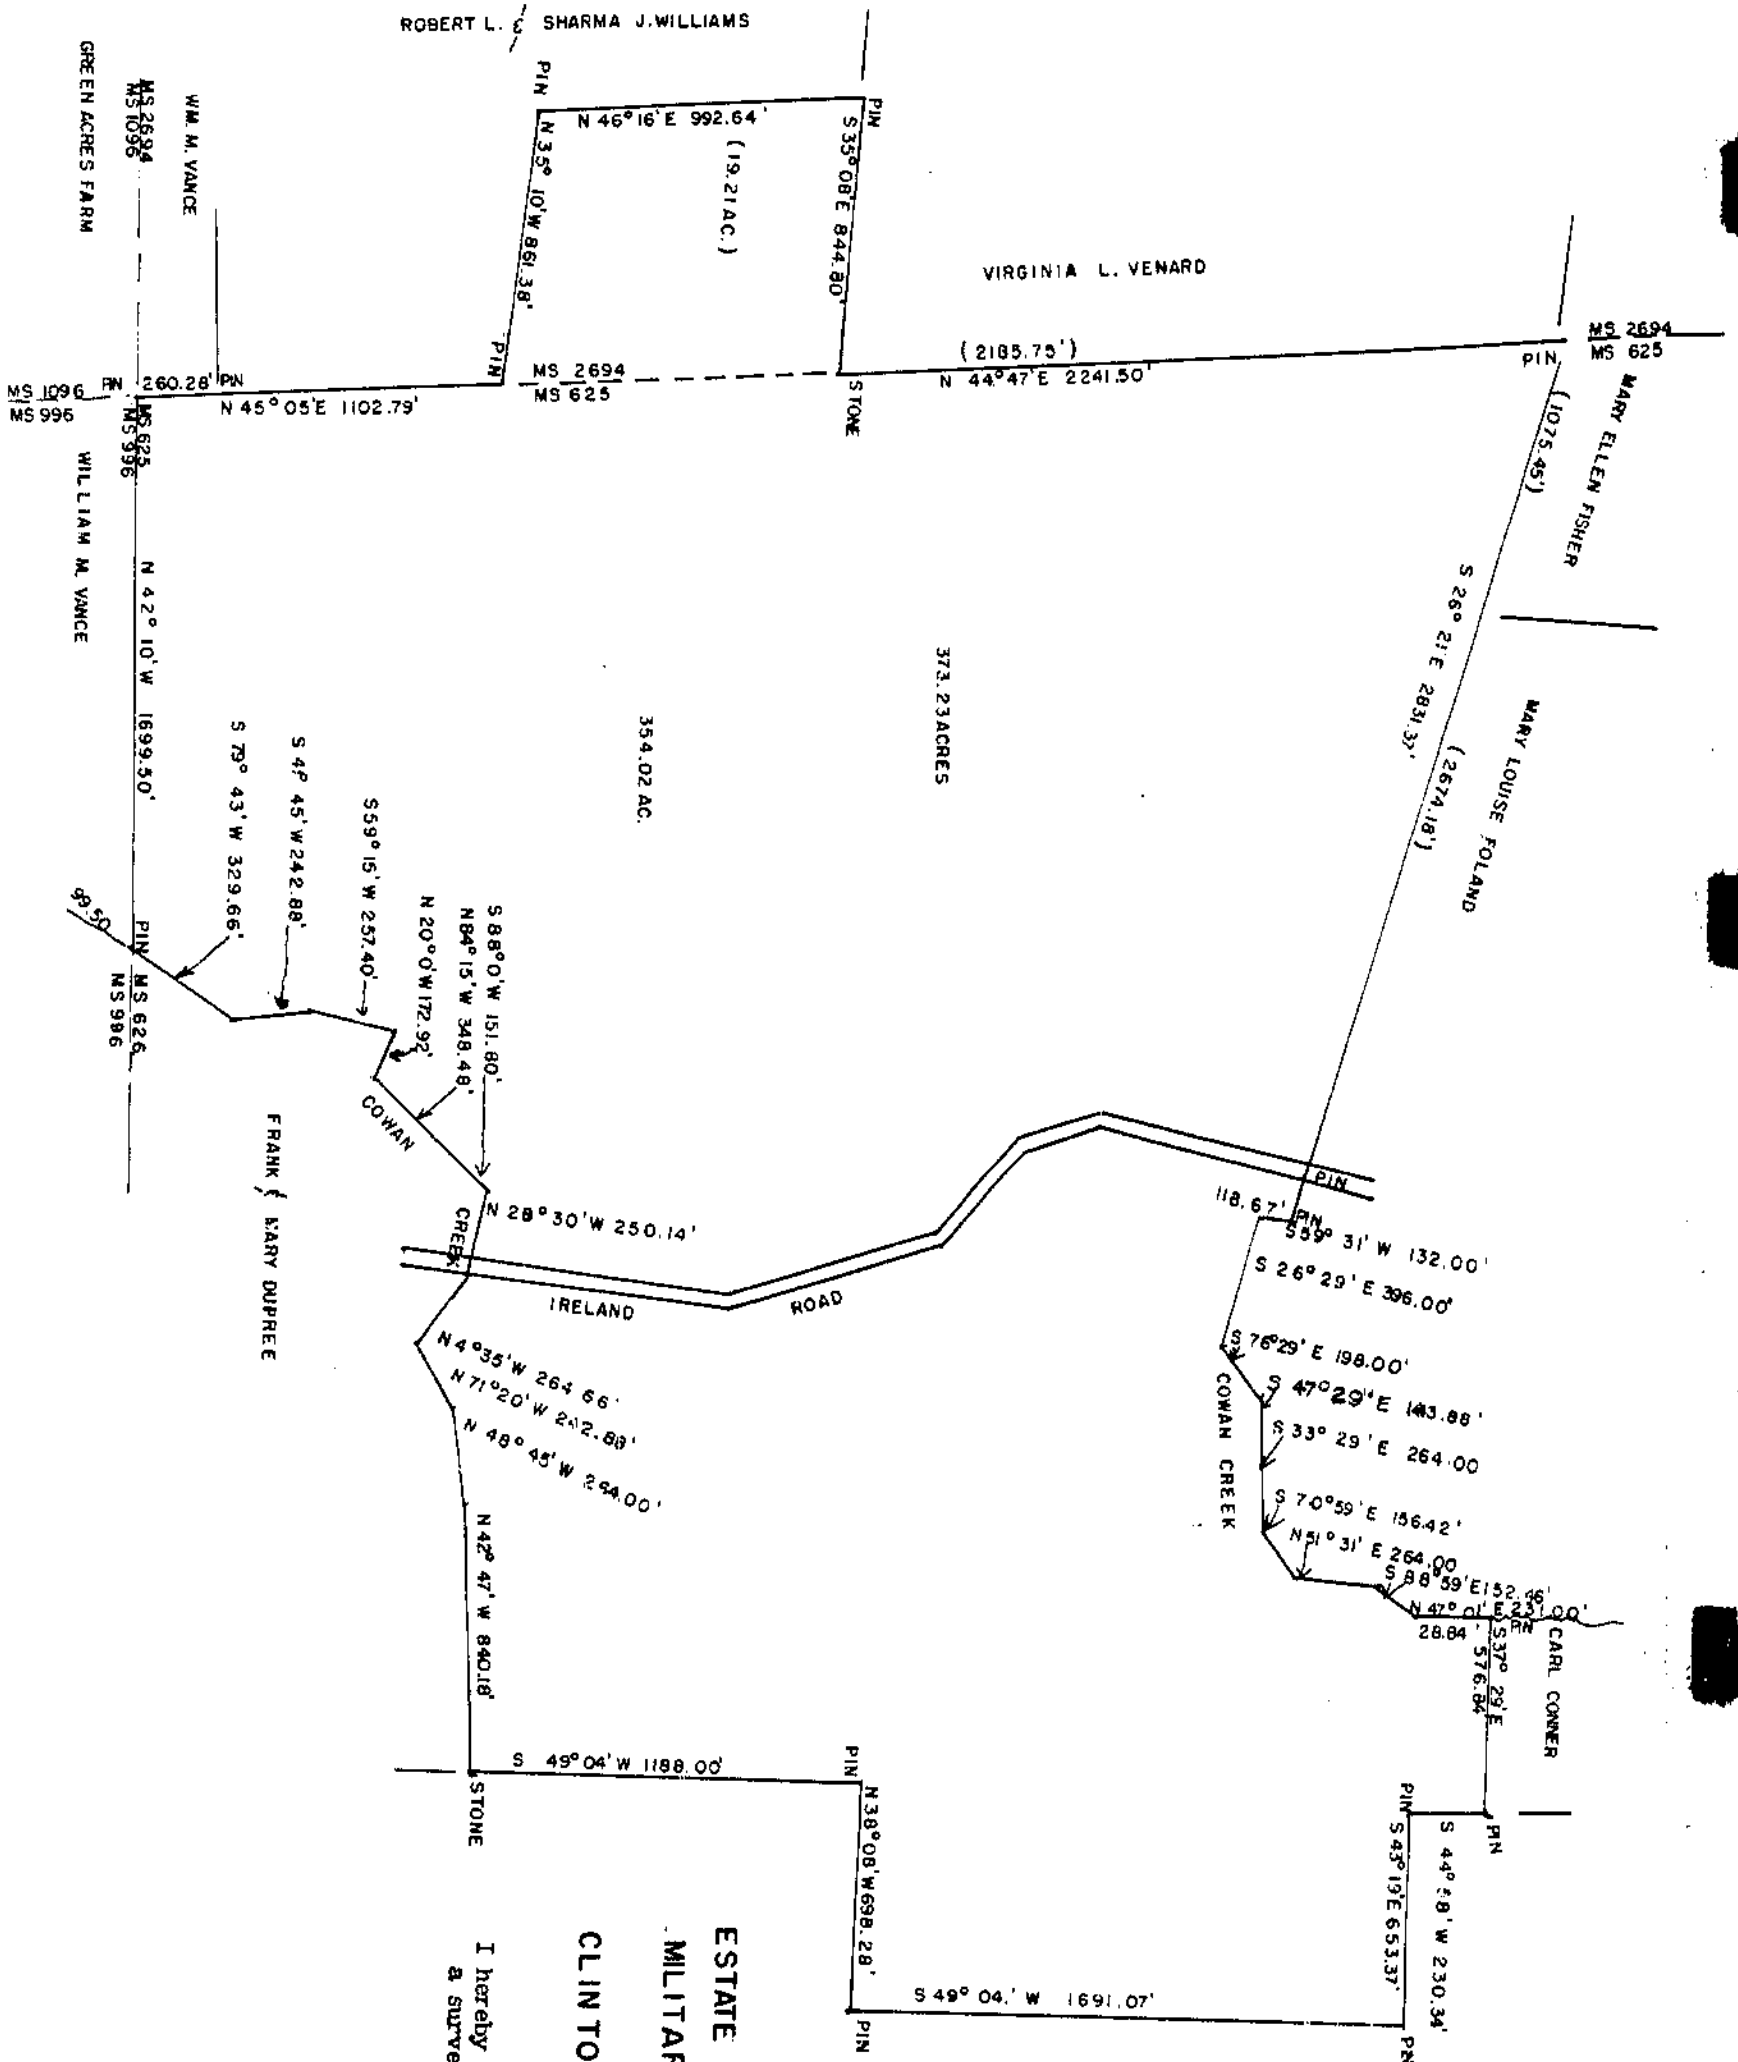 ROBERT L. & SHARMA J. WILLIAMS
GREEN ACRES FARM
MS 2694
MS 1096
WM. M. VANCE
PIN
N 46° 16' E 992.64'
PIN
N 35° 10' W 861.38'
(19.21 AC.)
S 35° 08' E 844.80'
VIRGINIA L. VENARD
MS 2694
MS 625
PIN
(2185.75')
N 44° 47' E 2241.50'
STONE
MS 2694
MS 625
PIN
MS 1096
MS 996
PIN 260.28' PIN
N 45° 05' E 1102.79'
MS 625
MS 996
WILLIAM M. VANCE
N 42° 10' W 1699.50'
MARY ELLEN FISHER
(1075.45')
S 26° 21' E 2831.37'
(2674.18')
MARY LOUISE FOLAND
373.23 ACRES
354.02 AC.
S 79° 43' W 329.66'
S 41° 45' W 242.88'
S 59° 15' W 257.40'
N 20° 0' W 172.92'
N 84° 15' W 348.48'
S 88° 0' W 151.80'
99.50
PIN
MS 626
MS 996
COWAN
CREEK
FRANK & MARY DUPREE
N 28° 30' W 250.14'
IRELAND
ROAD
PIN
118.67'
PIN
S 59° 31' W 132.00'
S 26° 29' E 396.00'
S 76° 29' E 198.00'
S 47° 29' E 143.88'
S 33° 29' E 264.00
S 70° 59' E 156.42'
N 51° 31' E 264.00
S 88° 59' E 152.46'
N 47° 01' E 231.00'
28.84'
PIN
COWAN CREEK
N 4° 35' W 264.66'
N 71° 20' W 242.88'
N 48° 45' W 264.00'
N 42° 47' W 840.18'
S 37° 29' E
576.84
CARL CONNER
PIN
PIN
S 44° 58' W 230.34'
S 43° 19' E 653.37'
S 49° 04' W 1188.00'
STONE
PIN
N 38° 08' W 698.28'
S 49° 04' W 1691.07'
PIN
PIN
ESTATE
MILITAR
CLINTO
I hereby
a surve